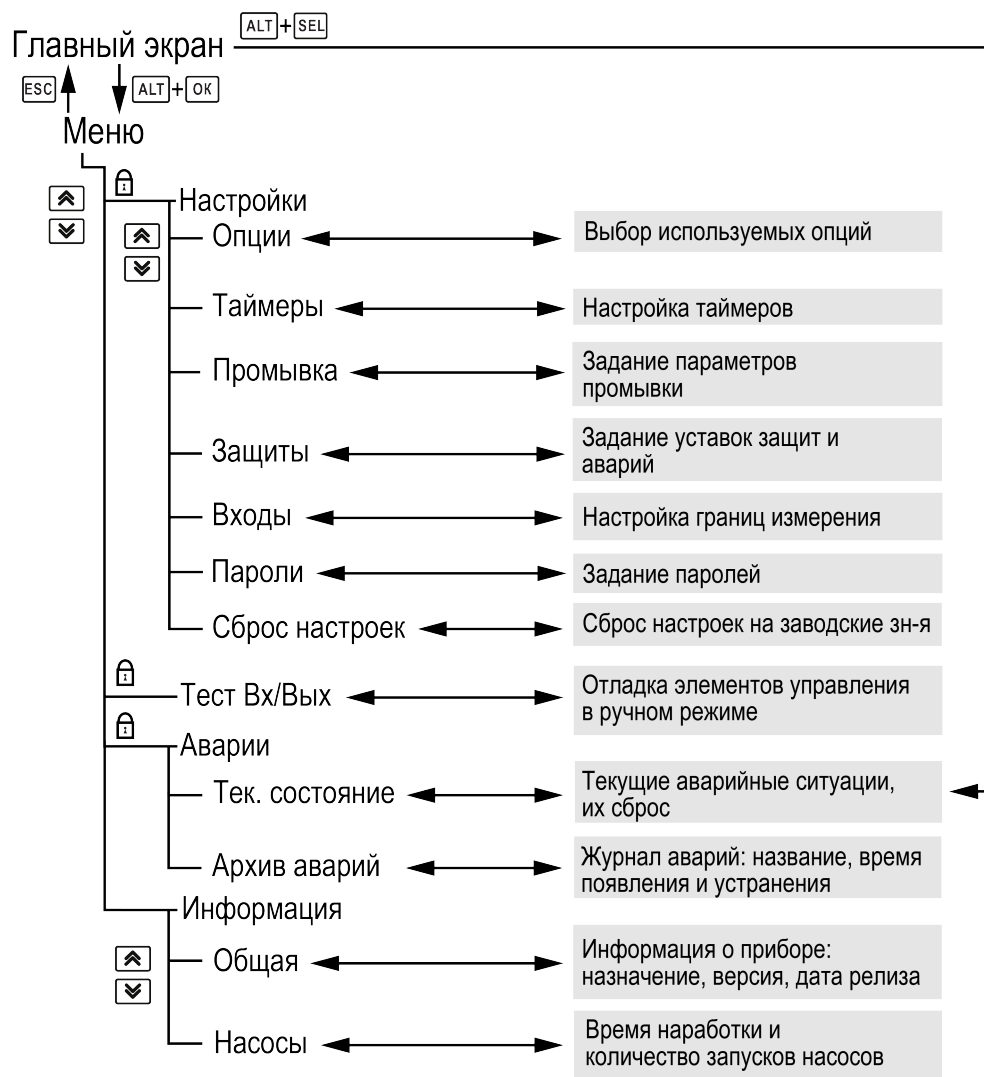 ALT+SEL
Главный экран
ESC ALT+OK
Меню
Настройки
Опции
Выбор используемых опций
Таймеры
Настройка таймеров
Промывка
Задание параметров
промывки
Защиты
Задание уставок защит и
аварий
Входы
Настройка границ измерения
Пароли
Задание паролей
Сброс настроек
Сброс настроек на заводские зн-я
Тест Вх/Вых
Отладка элементов управления
в ручном режиме
Аварии
Тек. состояние
Текущие аварийные ситуации,
их сброс
Архив аварий
Журнал аварий: название, время
появления и устранения
Информация
Общая
Информация о приборе:
назначение, версия, дата релиза
Насосы
Время наработки и
количество запусков насосов